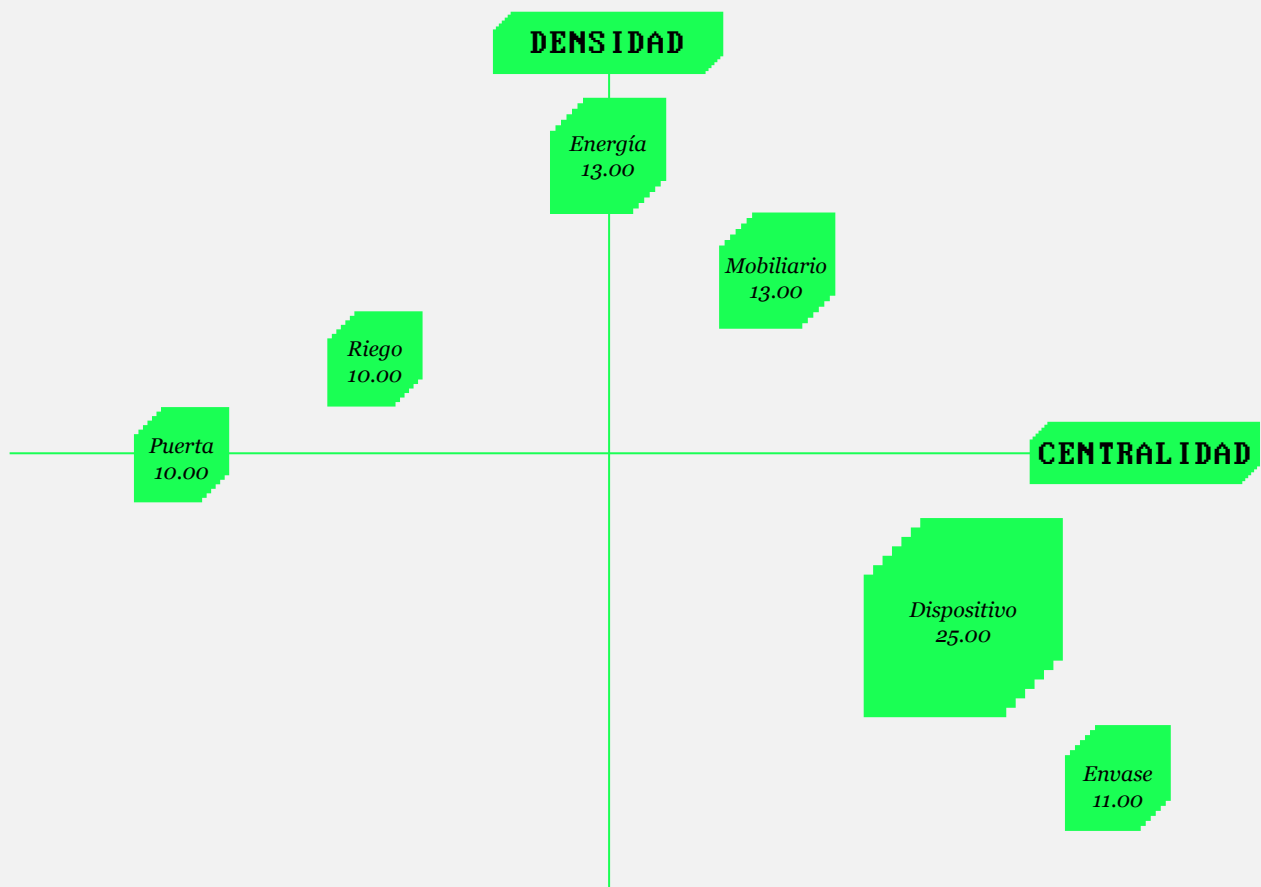 DENSIDAD
Energía
13.00
Mobiliario
13.00
Riego
10.00
Puerta
10.00
CENTRALIDAD
Dispositivo
25.00
Envase
11.00